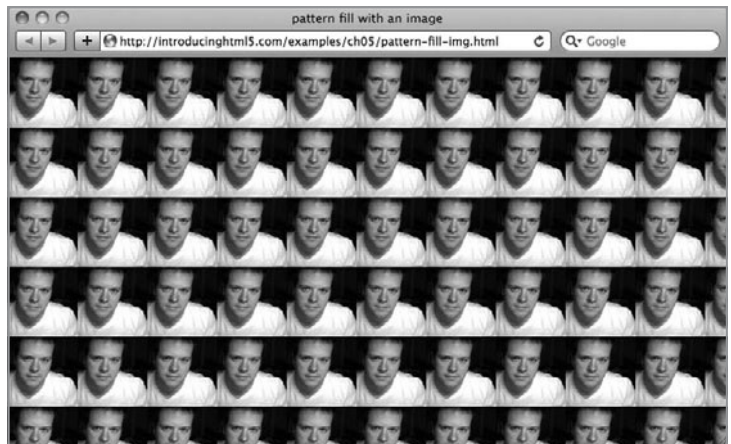 pattern fill with an image
http://introducinghtml5.com/examples/ch05/pattern-fill-img.html
Google